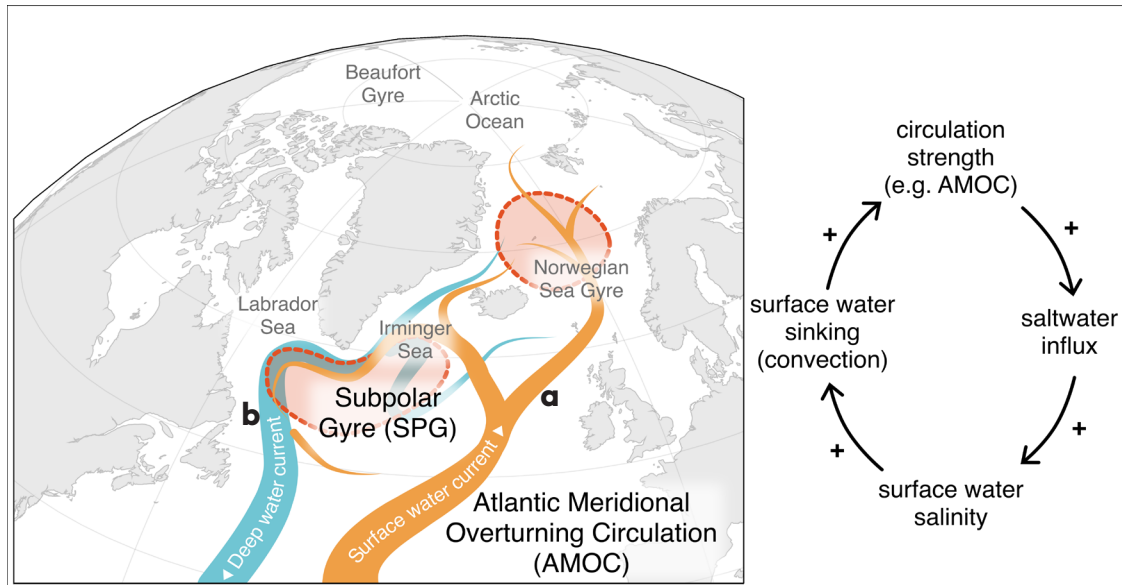 Beaufort
Gyre
Arctic
Ocean
Norwegian
Sea Gyre
Labrador
Sea
Irminger
Sea
Subpolar
Gyre (SPG)
a
b
◀ Deep water current
Surface water current ▶
Atlantic Meridional
Overturning Circulation
(AMOC)
circulation
strength
(e.g. AMOC)
+
saltwater
influx
+
surface water
salinity
+
surface water
sinking
(convection)
+